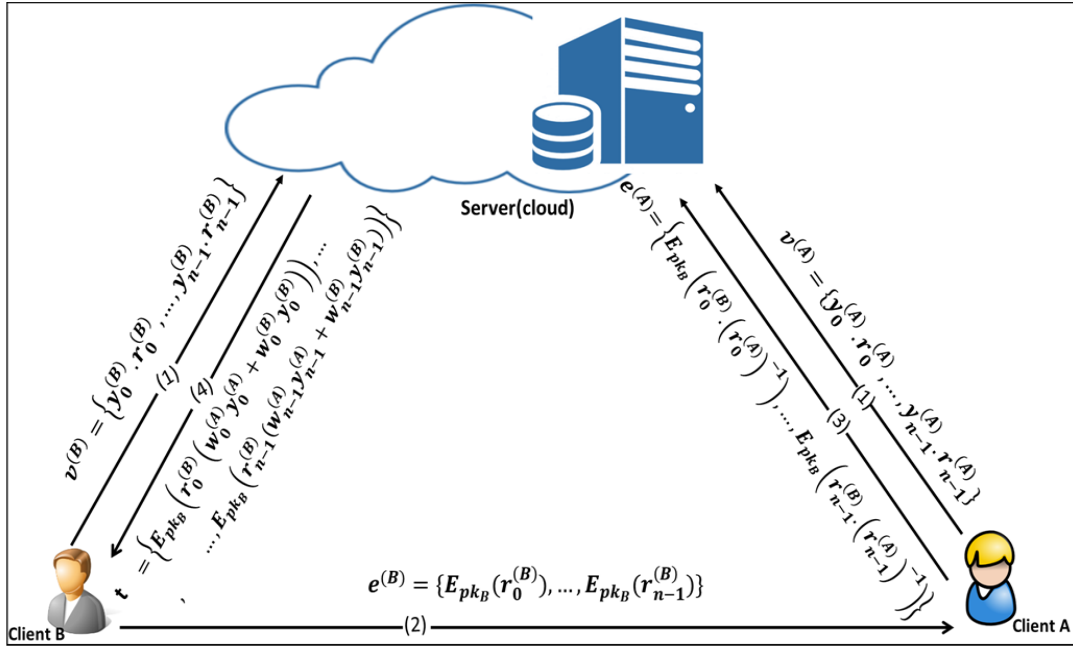 Server(cloud)
v^(B) = {y_0^(B). r_0^(B), ..., y_{n-1}^(B). r_{n-1}^(B)}
(1)
(4)
t = {E_{pk_B}(r_0^(B)(w_0^(A) y_0^(A) + w_0^(B) y_0^(B))), ...
, ..., E_{pk_B}(r_{n-1}^(B)(w_{n-1}^(A) y_{n-1}^(A) + w_{n-1}^(B) y_{n-1}^(B)))}
e^(A) = {E_{pk_B}(r_0^(B). (r_0^(A))^{-1}), ..., E_{pk_B}(r_{n-1}^(B). (r_{n-1}^(A))^{-1})}
(3)
v^(A) = {y_0^(A). r_0^(A), ..., y_{n-1}^(A). r_{n-1}^(A)}
(1)
e^(B) = {E_{pk_B}(r_0^(B)), ..., E_{pk_B}(r_{n-1}^(B))}
(2)
Client B
Client A